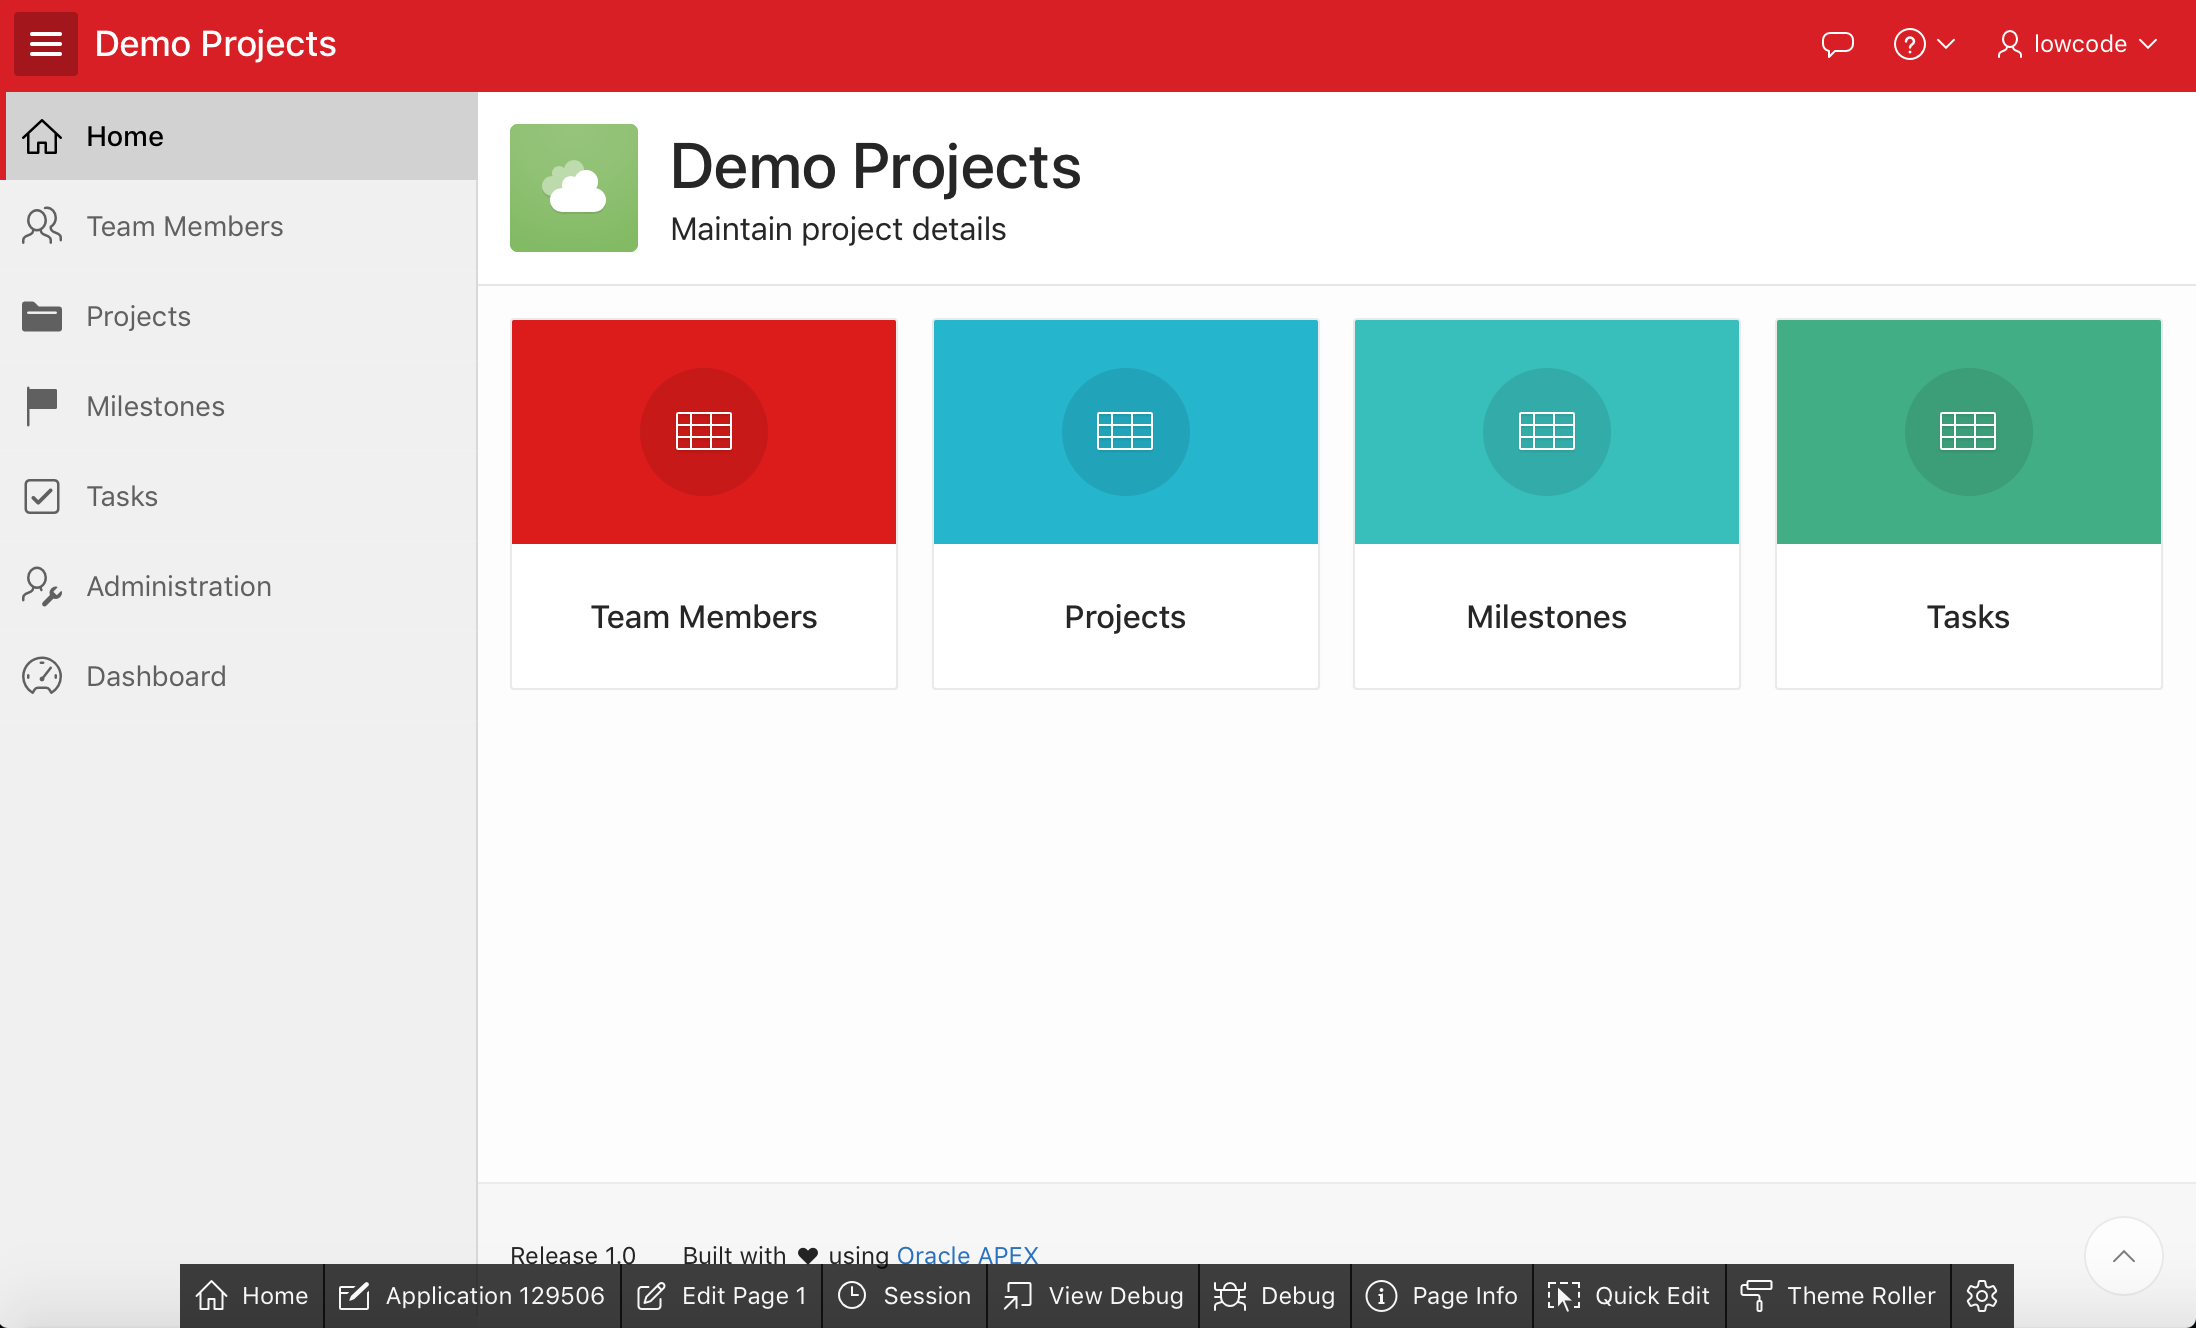 Demo Projects
lowcode
Home
Team Members
Projects
Milestones
Tasks
Administration
Dashboard
Demo Projects
Maintain project details
Team Members
Projects
Milestones
Tasks
Release 1.0
Built with ♥ using Oracle APEX
Home
Application 129506
Edit Page 1
Session
View Debug
Debug
Page Info
Quick Edit
Theme Roller